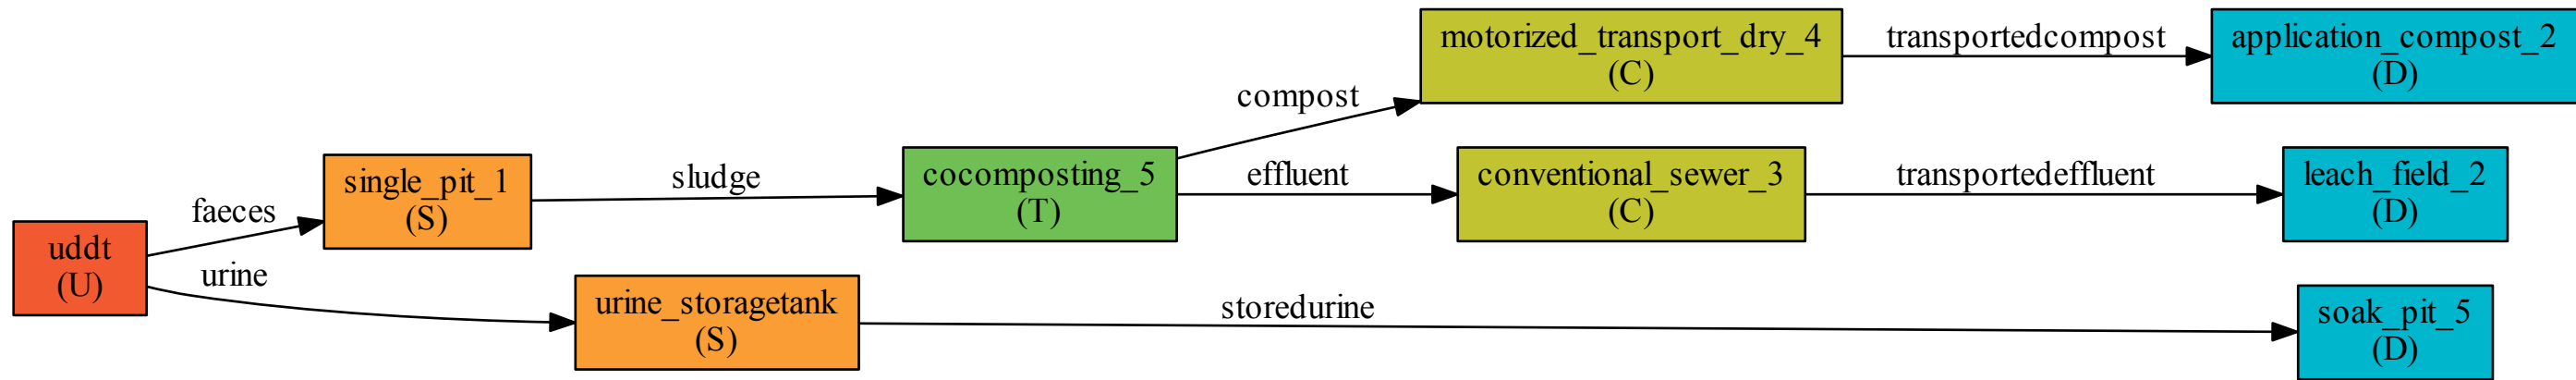 uddt
(U)
faeces
urine
single_pit_1
(S)
urine_storagetank
(S)
sludge
storedurine
cocomposting_5
(T)
compost
effluent
motorized_transport_dry_4
(C)
conventional_sewer_3
(C)
transportedcompost
transportedeffluent
application_compost_2
(D)
leach_field_2
(D)
soak_pit_5
(D)